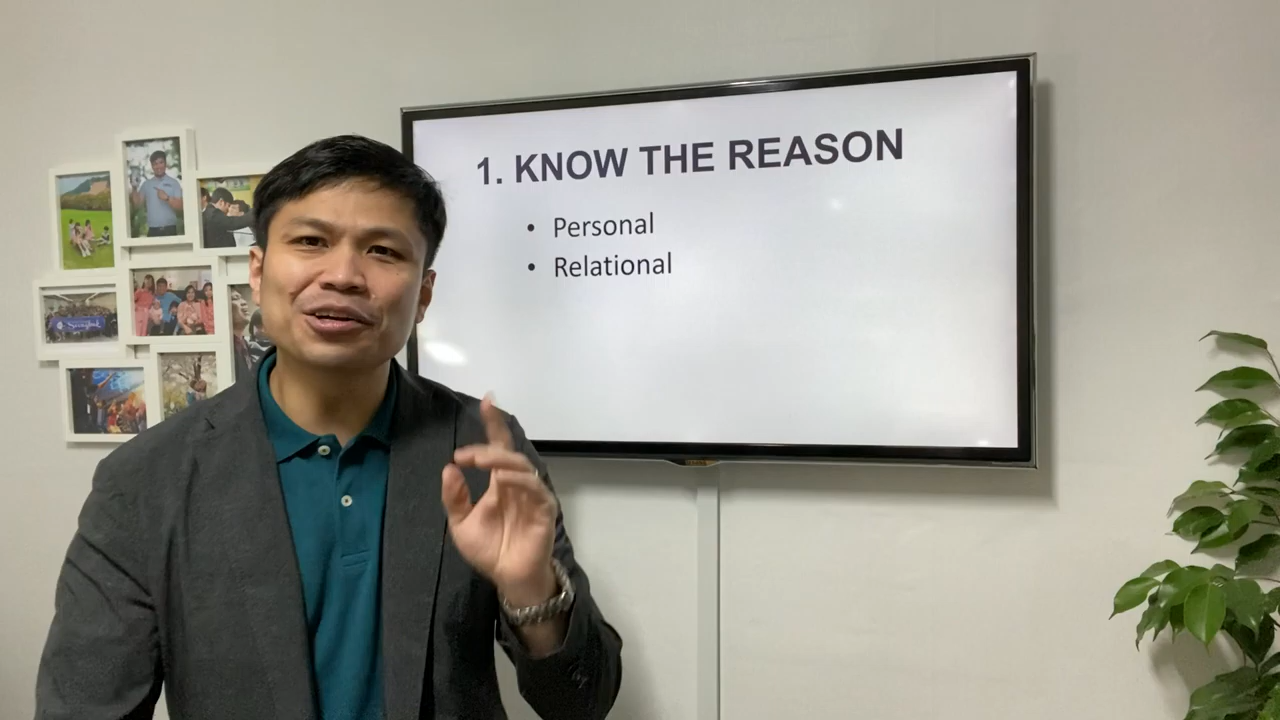 1. KNOW THE REASON
• Personal
• Relational